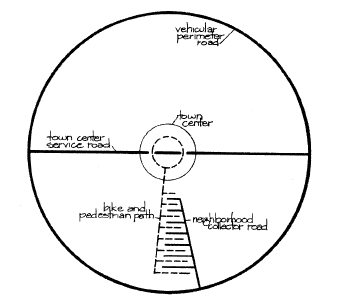 vehicular
perimeter
road
town
center
town center
service road
bike and
pedestrian path
neighborhood
collector road